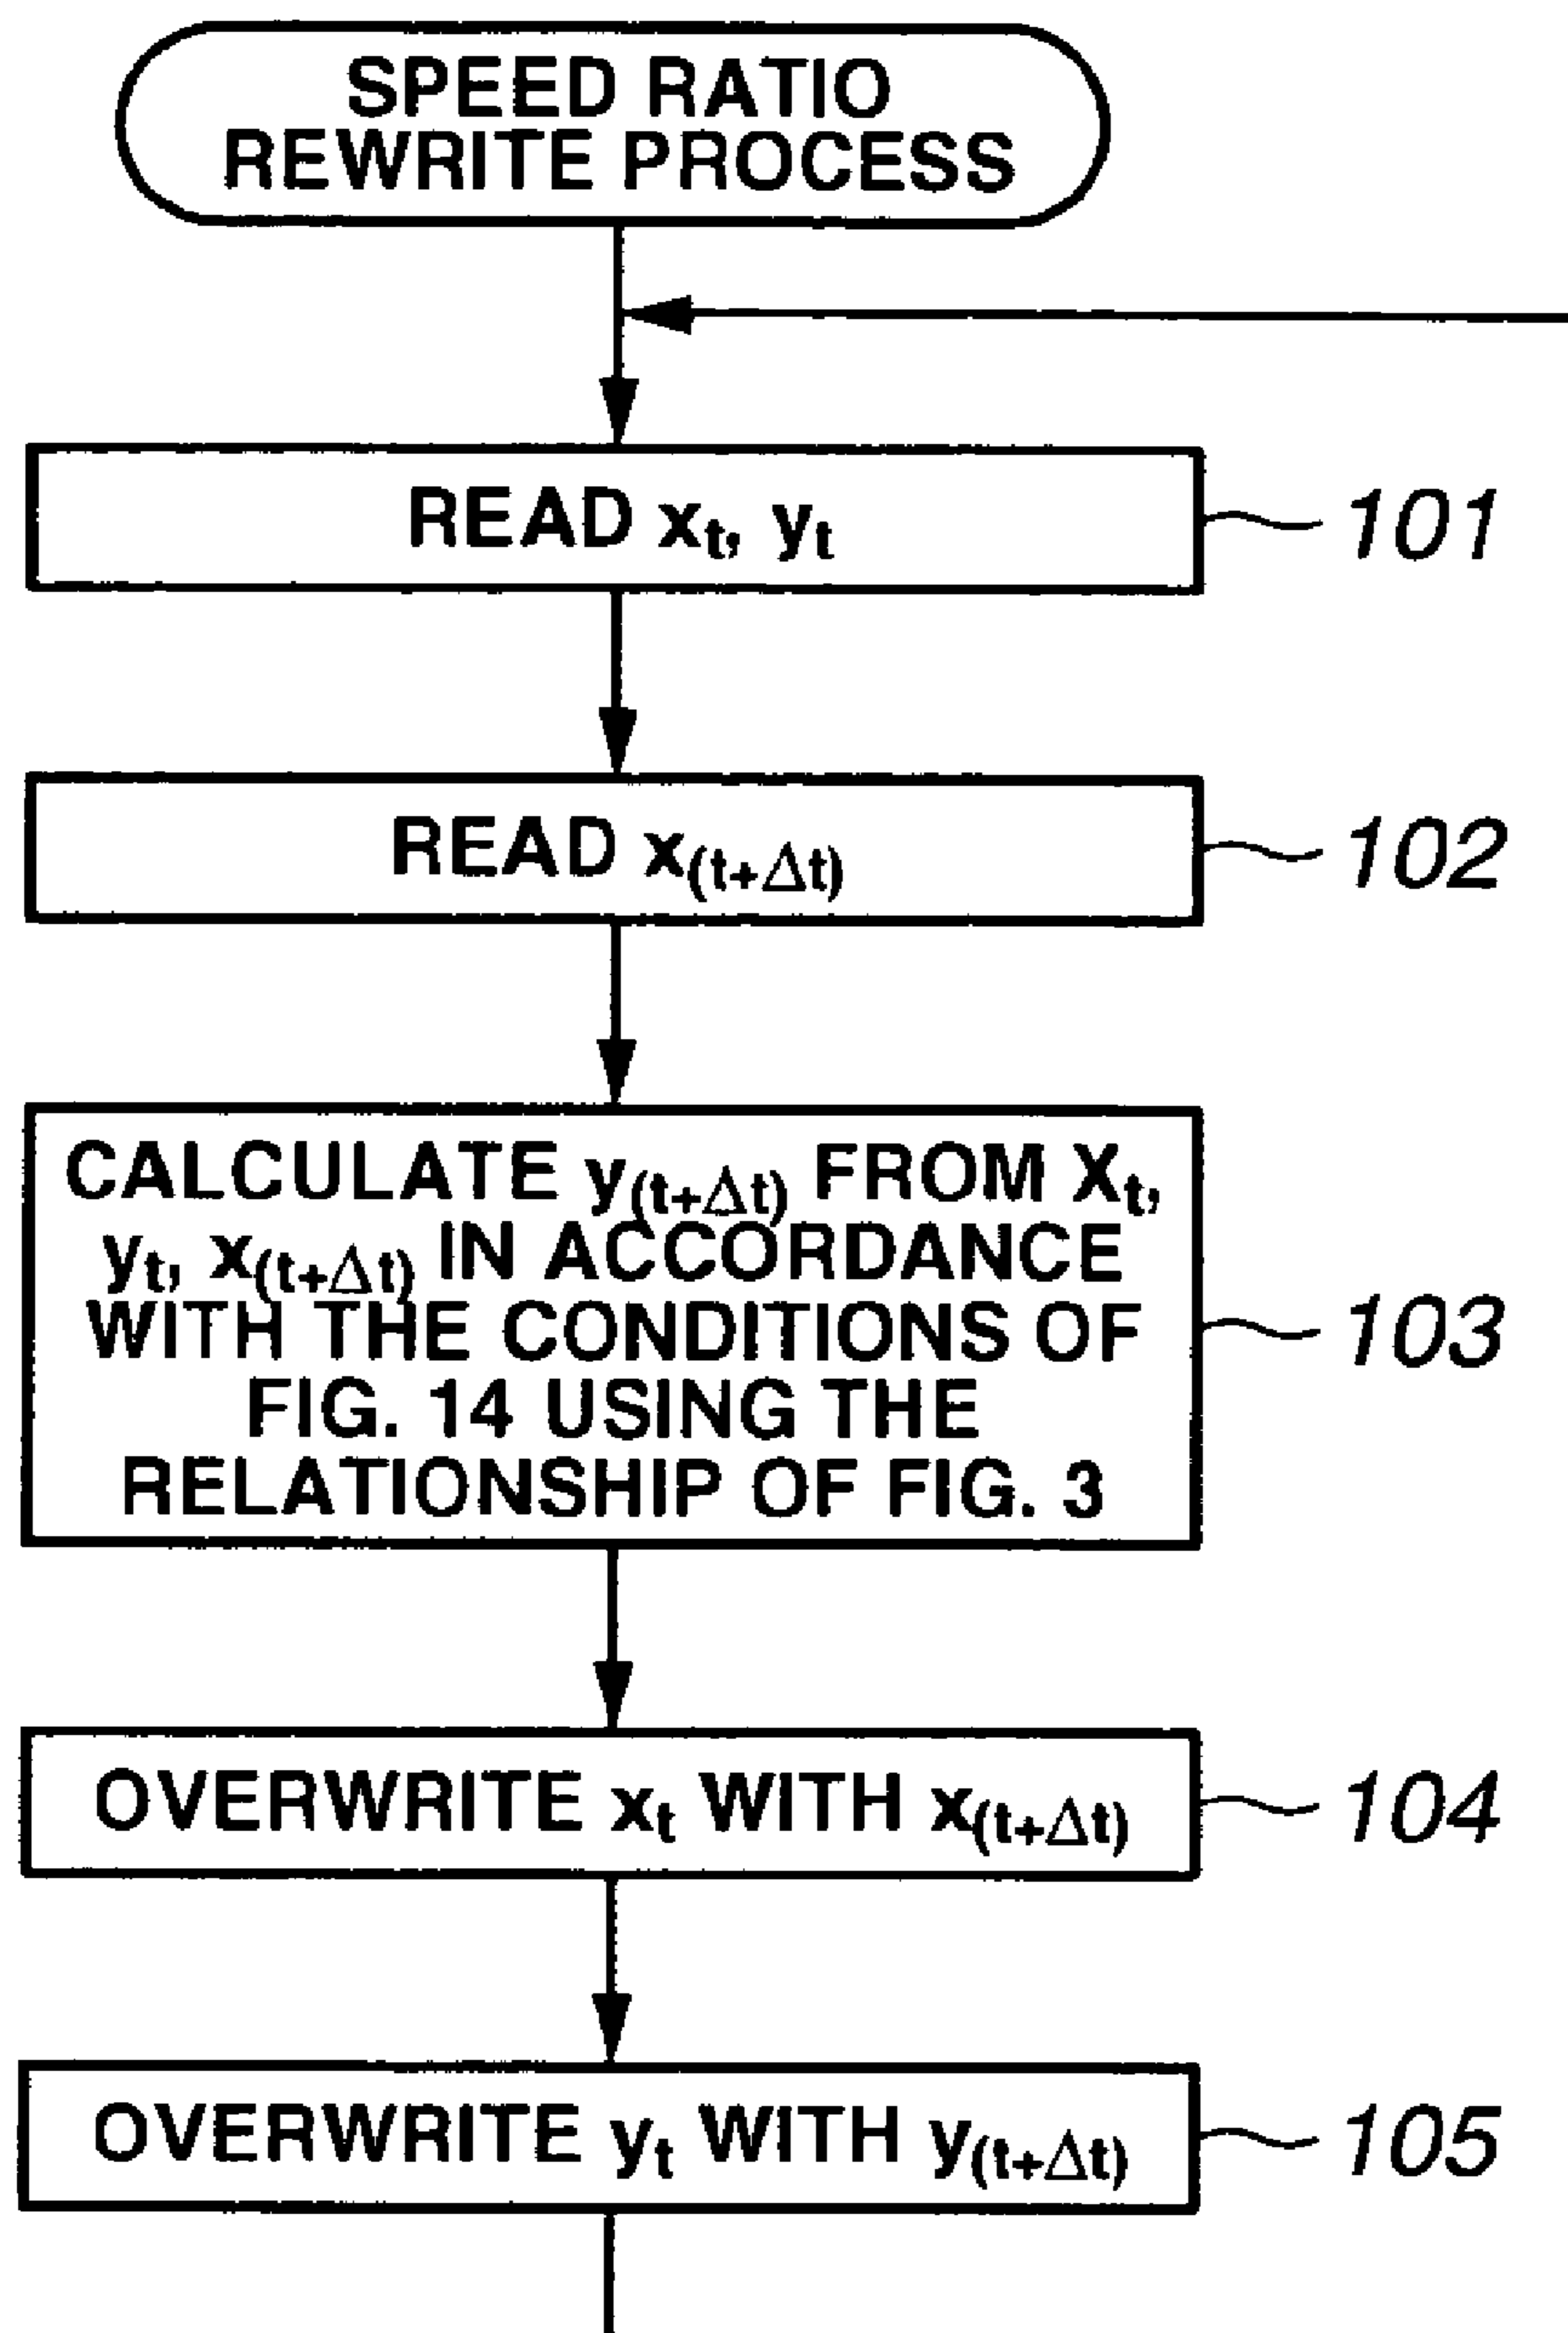 SPEED RATIO
REWRITE PROCESS
READ xt, yt
101
READ x(t+Δt)
102
CALCULATE y(t+Δt) FROM Xt,
yt, x(t+Δt) IN ACCORDANCE
WITH THE CONDITIONS OF
FIG. 14 USING THE
RELATIONSHIP OF FIG. 3
103
OVERWRITE xt WITH x(t+Δt)
104
OVERWRITE yt WITH y(t+Δt)
105